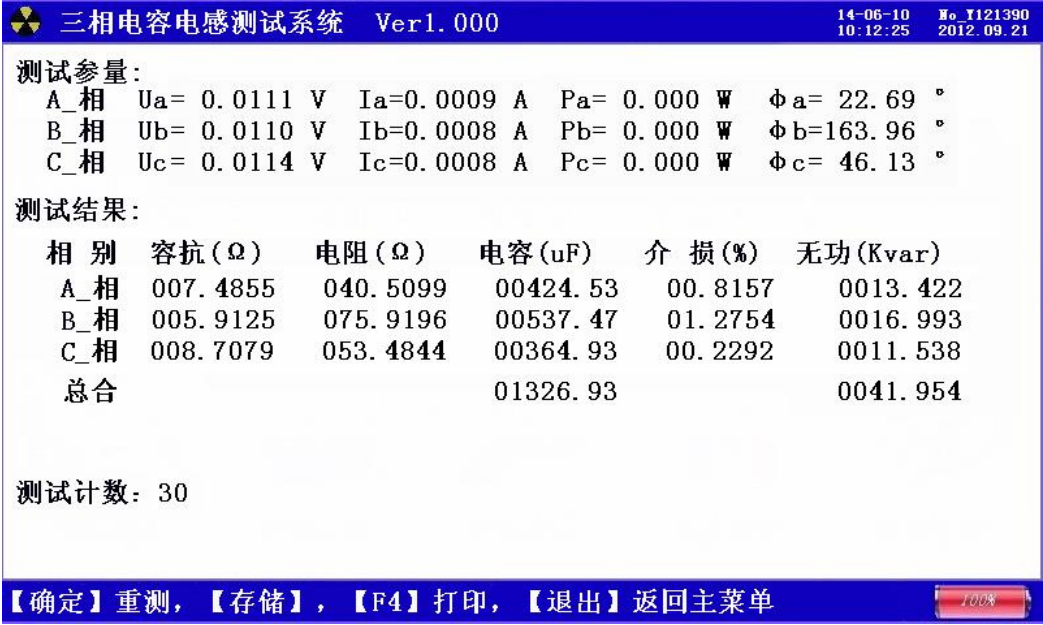 三相电容电感测试系统 Ver1.000 14-06-10 No_Y121390
10:12:25 2012.09.21
测试参量:
A_相 Ua= 0.0111 V Ia=0.0009 A Pa= 0.000 W Φa= 22.69 °
B_相 Ub= 0.0110 V Ib=0.0008 A Pb= 0.000 W Φb=163.96 °
C_相 Uc= 0.0114 V Ic=0.0008 A Pc= 0.000 W Φc= 46.13 °
测试结果:
相 别 容抗(Ω) 电阻(Ω) 电容(uF) 介 损(%) 无功(Kvar)
A_相 007.4855 040.5099 00424.53 00.8157 0013.422
B_相 005.9125 075.9196 00537.47 01.2754 0016.993
C_相 008.7079 053.4844 00364.93 00.2292 0011.538
总合 01326.93 0041.954
测试计数: 30
【确定】重测, 【存储】, 【F4】打印, 【退出】返回主菜单 100%